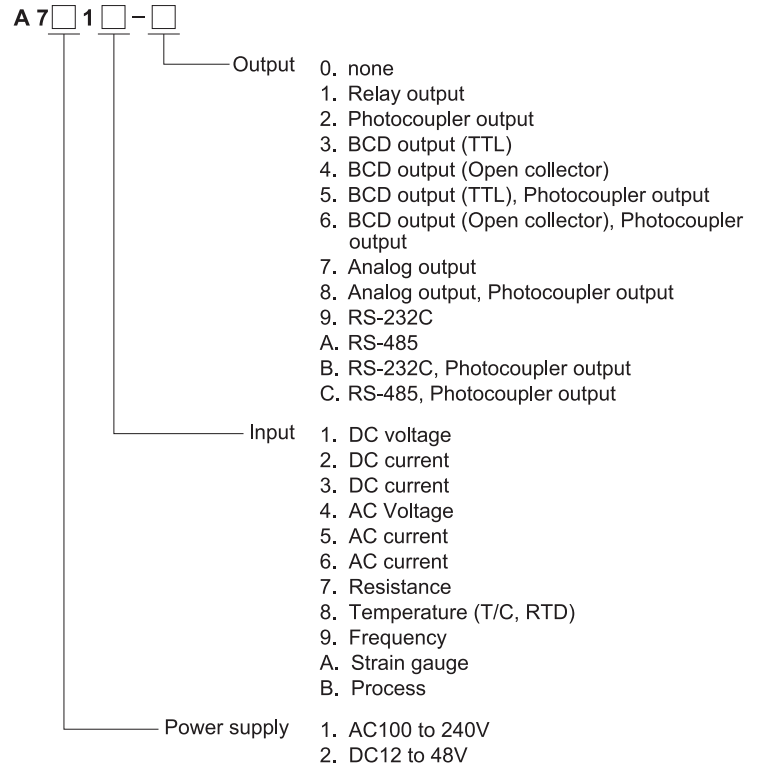 A 7□ 1 □ – □
Output
0. none
1. Relay output
2. Photocoupler output
3. BCD output (TTL)
4. BCD output (Open collector)
5. BCD output (TTL), Photocoupler output
6. BCD output (Open collector), Photocoupler
output
7. Analog output
8. Analog output, Photocoupler output
9. RS-232C
A. RS-485
B. RS-232C, Photocoupler output
C. RS-485, Photocoupler output
Input
1. DC voltage
2. DC current
3. DC current
4. AC Voltage
5. AC current
6. AC current
7. Resistance
8. Temperature (T/C, RTD)
9. Frequency
A. Strain gauge
B. Process
Power supply
1. AC100 to 240V
2. DC12 to 48V